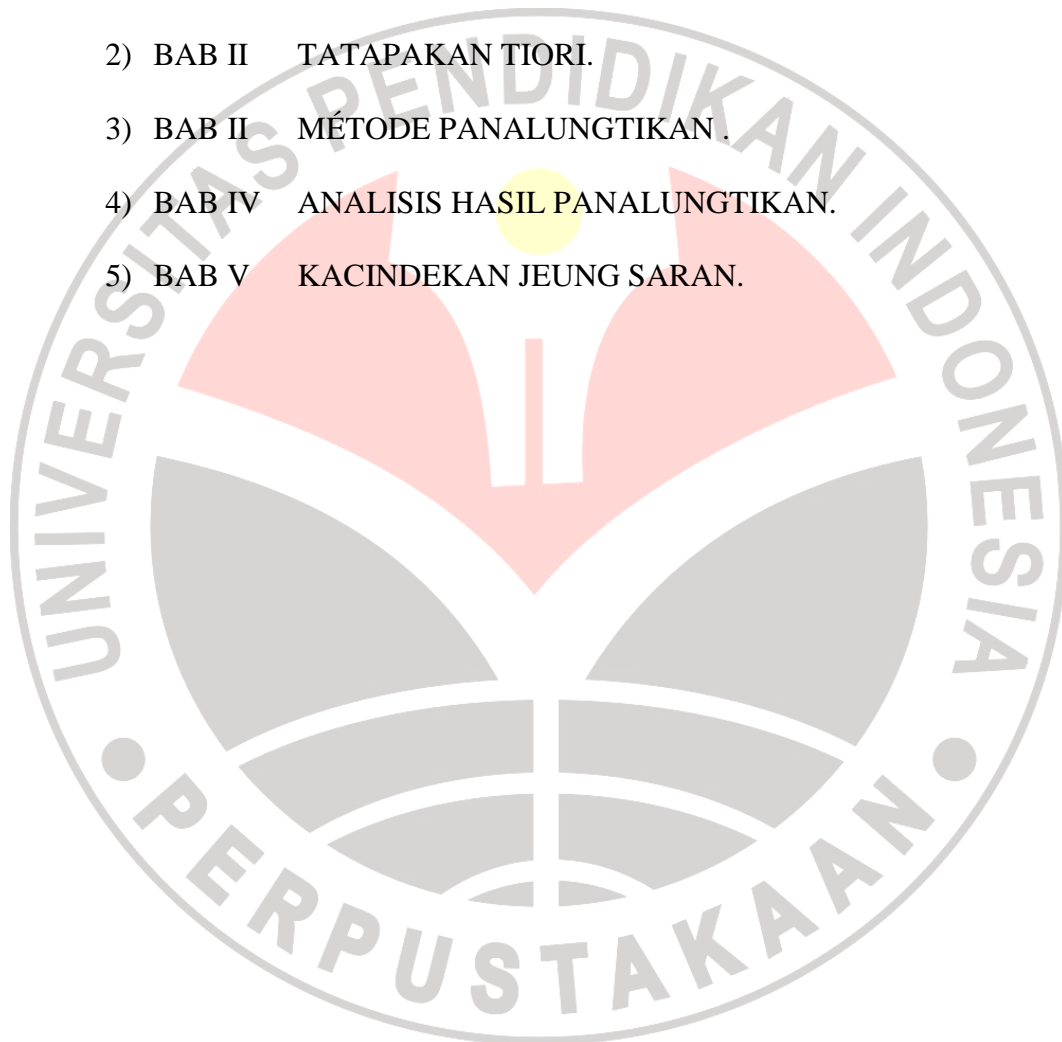 2) BAB II TATAPAKAN TIORI.
3) BAB II MÉTODE PANALUNGTIKAN .
4) BAB IV ANALISIS HASIL PANALUNGTIKAN.
5) BAB V KACINDEKAN JEUNG SARAN.
UNIVERSITAS PENDIDIKAN INDONESIA
PERPUSTAKAAN